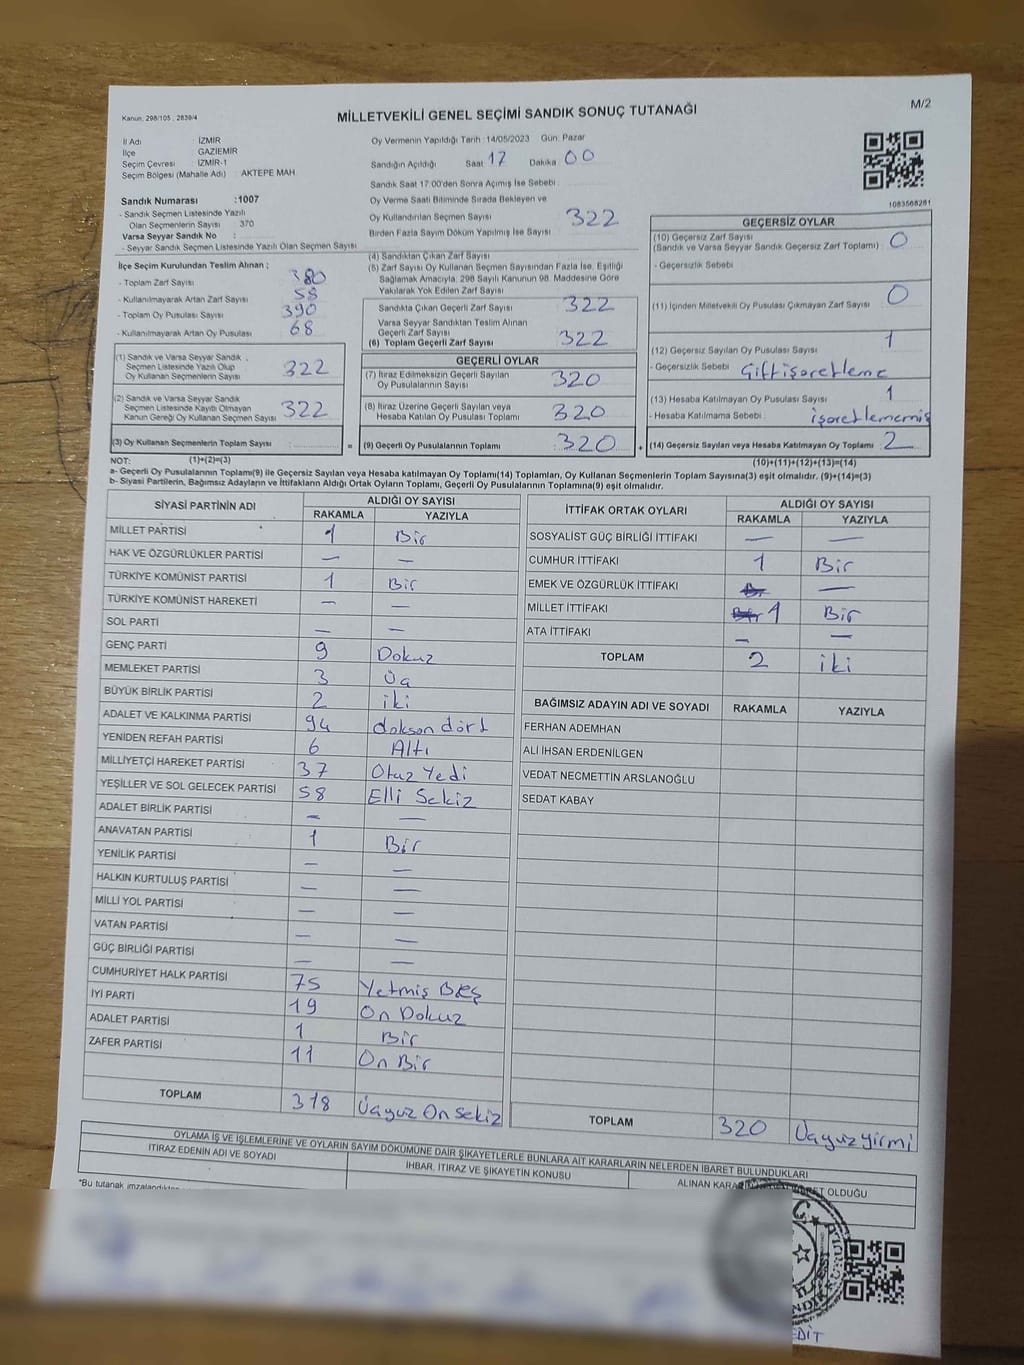 Kanun, 298/105 , 2839/4
MİLLETVEKİLİ GENEL SEÇİMİ SANDIK SONUÇ TUTANAĞI
M/2
İl Adı İZMİR
İlçe GAZİEMİR
Seçim Çevresi : İZMİR-1
Seçim Bölgesi (Mahalle Adı) : AKTEPE MAH.
Sandık Numarası :1007
- Sandık Seçmen Listesinde Yazılı
Olan Seçmenlerin Sayısı : 370
Varsa Seyyar Sandık No :
- Seyyar Sandık Seçmen Listesinde Yazılı Olan Seçmen Sayısı
Oy Vermenin Yapıldığı Tarih : 14/05/2023 Gün: Pazar
Sandığın Açıldığı Saat 17 Dakika 00
Sandık Saat 17:00'den Sonra Açımış İse Sebebi :
Oy Verme Saati Bitiminde Sırada Bekleyen ve
Oy Kullandırılan Seçmen Sayısı 322
Birden Fazla Sayım Döküm Yapılmış İse Sayısı
1083568281
İlçe Seçim Kurulundan Teslim Alınan ;
- Toplam Zarf Sayısı 380
- Kullanılmayarak Artan Zarf Sayısı 58
- Toplam Oy Pusulası Sayısı 390
- Kullanılmayarak Artan Oy Pusulası 68
(1) Sandık ve Varsa Seyyar Sandık
Seçmen Listesinde Yazılı Olup
Oy Kullanan Seçmenlerin Sayısı 322
(2) Sandık ve Varsa Seyyar Sandık
Seçmen Listesinde Kayıtlı Olmayan
Kanun Gereği Oy Kullanan Seçmen Sayısı 322
(3) Oy Kullanan Seçmenlerin Toplam Sayısı : =
(4) Sandıktan Çıkan Zarf Sayısı
(5) Zarf Sayısı Oy Kullanan Seçmen Sayısından Fazla İse, Eşitliği
Sağlamak Amacıyla, 298 Sayılı Kanunun 98. Maddesine Göre
Yakılarak Yok Edilen Zarf Sayısı
Sandıkta Çıkan Geçerli Zarf Sayısı 322
Varsa Seyyar Sandıktan Teslim Alınan
Geçerli Zarf Sayısı
(6) Toplam Geçerli Zarf Sayısı 322
GEÇERLİ OYLAR
(7) İtiraz Edilmeksizin Geçerli Sayılan
Oy Pusulalarının Sayısı 320
(8) İtiraz Üzerine Geçerli Sayılan veya
Hesaba Katılan Oy Pusulaları Toplamı 320
(9) Geçerli Oy Pusulalarının Toplamı 320 +
GEÇERSİZ OYLAR
(10) Geçersiz Zarf Sayısı
(Sandık ve Varsa Seyyar Sandık Geçersiz Zarf Toplamı) 0
- Geçersizlik Sebebi :
(11) İçinden Milletvekili Oy Pusulası Çıkmayan Zarf Sayısı 0
(12) Geçersiz Sayılan Oy Pusulası Sayısı 1
- Geçersizlik Sebebi Çiftişaretleme
(13) Hesaba Katılmayan Oy Pusulası Sayısı 1
- Hesaba Katılmama Sebebi : işaretlememiş
(14) Geçersiz Sayılan veya Hesaba Katılmayan Oy Toplamı 2
NOT: (1)+(2)=(3) (10)+(11)+(12)+(13)=(14)
a- Geçerli Oy Pusulalarının Toplamı(9) ile Geçersiz Sayılan veya Hesaba katılmayan Oy Toplamı(14) Toplamları, Oy Kullanan Seçmenlerin Toplam Sayısına(3) eşit olmalıdır. (9)+(14)=(3)
b- Siyasi Partilerin, Bağımsız Adayların ve İttifakların Aldığı Ortak Oyların Toplamı, Geçerli Oy Pusulalarının Toplamına(9) eşit olmalıdır.
SİYASİ PARTİNİN ADI ALDIĞI OY SAYISI
RAKAMLA YAZIYLA
MİLLET PARTİSİ 1 Bir
HAK VE ÖZGÜRLÜKLER PARTİSİ — —
TÜRKİYE KOMÜNİST PARTİSİ 1 Bir
TÜRKİYE KOMÜNİST HAREKETİ — —
SOL PARTİ — —
GENÇ PARTİ 9 Dokuz
MEMLEKET PARTİSİ 3 Üç
BÜYÜK BİRLİK PARTİSİ 2 iki
ADALET VE KALKINMA PARTİSİ 94 doksan dört
YENİDEN REFAH PARTİSİ 6 Altı
MİLLİYETÇİ HAREKET PARTİSİ 37 Otuz Yedi
YEŞİLLER VE SOL GELECEK PARTİSİ 58 Elli Sekiz
ADALET BİRLİK PARTİSİ — —
ANAVATAN PARTİSİ 1 Bir
YENİLİK PARTİSİ — —
HALKIN KURTULUŞ PARTİSİ — —
MİLLİ YOL PARTİSİ — —
VATAN PARTİSİ — —
GÜÇ BİRLİĞİ PARTİSİ — —
CUMHURİYET HALK PARTİSİ 75 Yetmiş Beş
İYİ PARTİ 19 On Dokuz
ADALET PARTİSİ 1 Bir
ZAFER PARTİSİ 11 On Bir
TOPLAM 318 Üçyüz On Sekiz
İTTİFAK ORTAK OYLARI ALDIĞI OY SAYISI
RAKAMLA YAZIYLA
SOSYALİST GÜÇ BİRLİĞİ İTTİFAKI — —
CUMHUR İTTİFAKI 1 Bir
EMEK VE ÖZGÜRLÜK İTTİFAKI —
MİLLET İTTİFAKI 1 Bir
ATA İTTİFAKI — —
TOPLAM 2 iki
BAĞIMSIZ ADAYIN ADI VE SOYADI RAKAMLA YAZIYLA
FERHAN ADEMHAN
ALİ İHSAN ERDENİLGEN
VEDAT NECMETTİN ARSLANOĞLU
SEDAT KABAY
TOPLAM 320 Üçyüzyirmi
OYLAMA İŞ VE İŞLEMLERİNE VE OYLARIN SAYIM DÖKÜMÜNE DAİR ŞİKAYETLERLE BUNLARA AİT KARARLARIN NELERDEN İBARET BULUNDUKLARI
İTİRAZ EDENİN ADI VE SOYADI İHBAR, İTİRAZ VE ŞİKAYETİN KONUSU ALINAN OLDUĞU
*Bu tutanak imzalandıktan